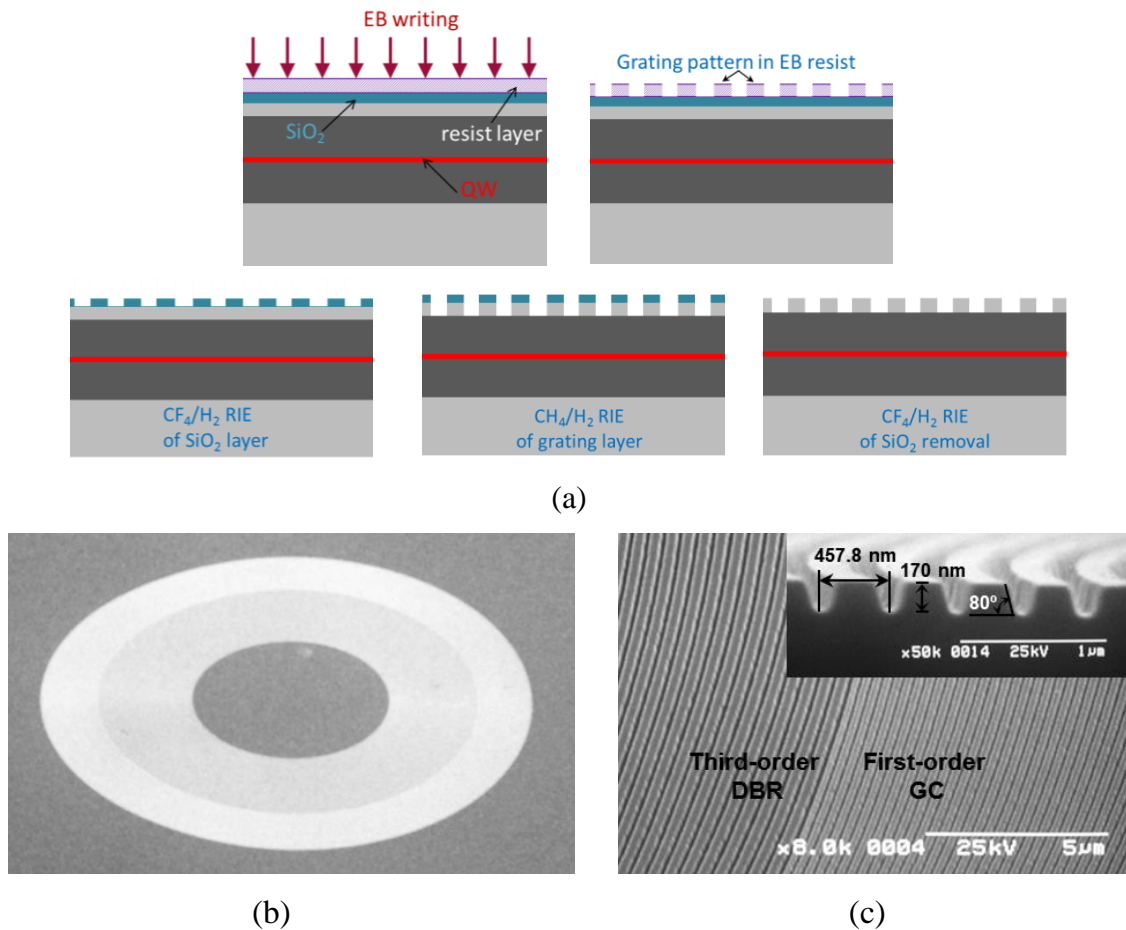 EB writing
Grating pattern in EB resist
SiO₂
resist layer
QW
CF₄/H₂ RIE
of SiO₂ layer
CH₄/H₂ RIE
of grating layer
CF₄/H₂ RIE
of SiO₂ removal
(a)
457.8 nm
170 nm
80º
x50k 0014 25kV 1μm
Third-order
DBR
First-order
GC
x8.0k 0004 25kV 5μm
(b)
(c)